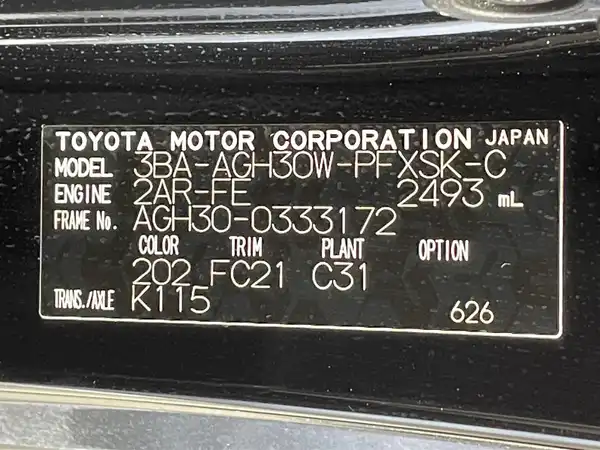 TOYOTA MOTOR CORPORATION JAPAN
MODEL 3BA-AGH30W-PFXSK-C
ENGINE 2AR-FE 2493 mL
FRAME No. AGH30-0333172
COLOR TRIM PLANT OPTION
202 FC21 C31
TRANS./AXLE K115
626